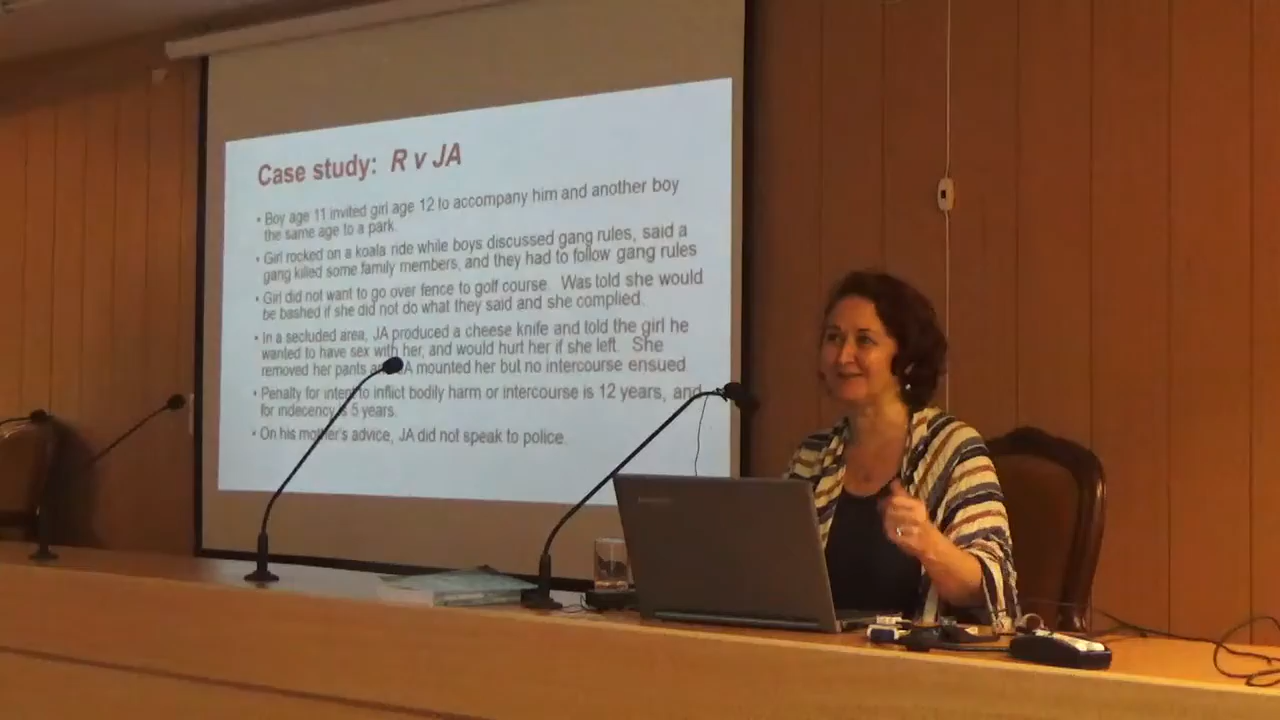 Case study: R v JA
• Boy age 11 invited girl age 12 to accompany him and another boy
the same age to a park.
• Girl rocked on a koala ride while boys discussed gang rules, said a
gang killed some family members, and they had to follow gang rules
• Girl did not want to go over fence to golf course. Was told she would
be bashed if she did not do what they said and she complied.
• In a secluded area, JA produced a cheese knife and told the girl he
wanted to have sex with her, and would hurt her if she left. She
removed her pants JA mounted her but no intercourse ensued
• Penalty for intent to inflict bodily harm or intercourse is 12 years, and
for indecency is 5 years.
• On his mother's advice, JA did not speak to police.